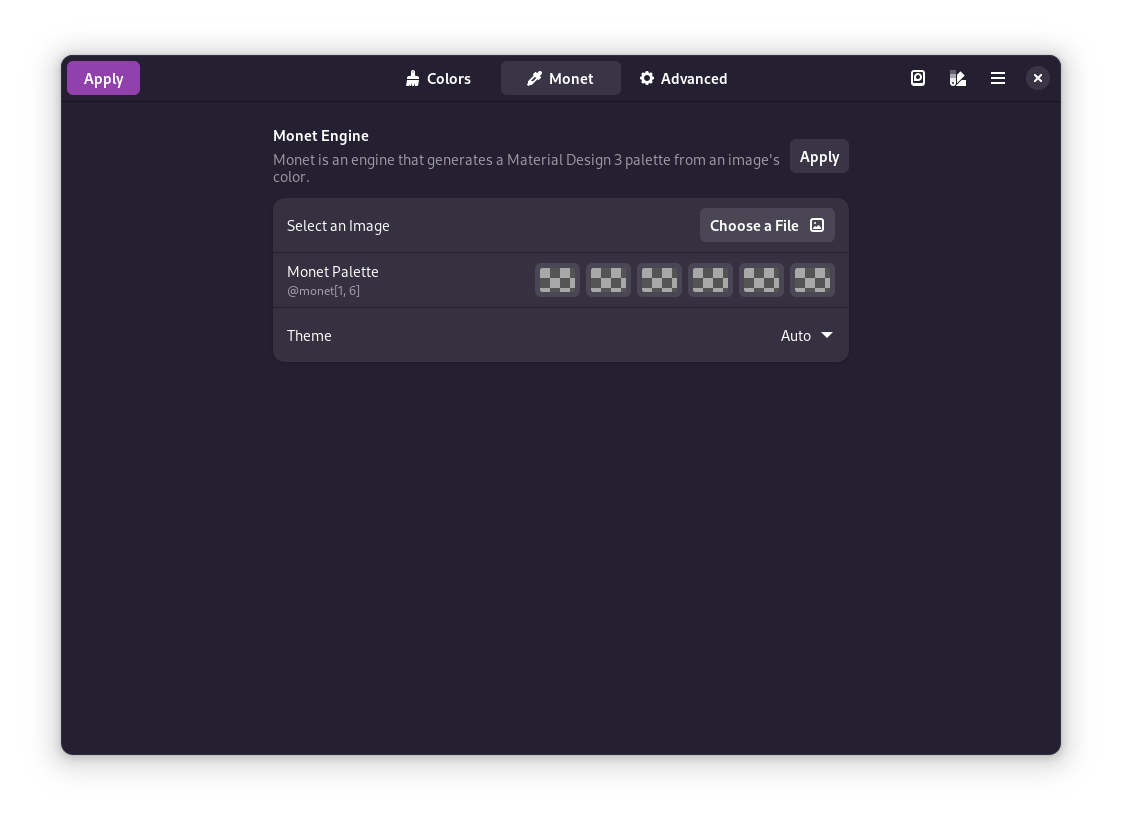 Apply
Colors
Monet
Advanced
Monet Engine
Monet is an engine that generates a Material Design 3 palette from an image's
color.
Apply
Select an Image
Choose a File
Monet Palette
@monet[1, 6]
Theme
Auto